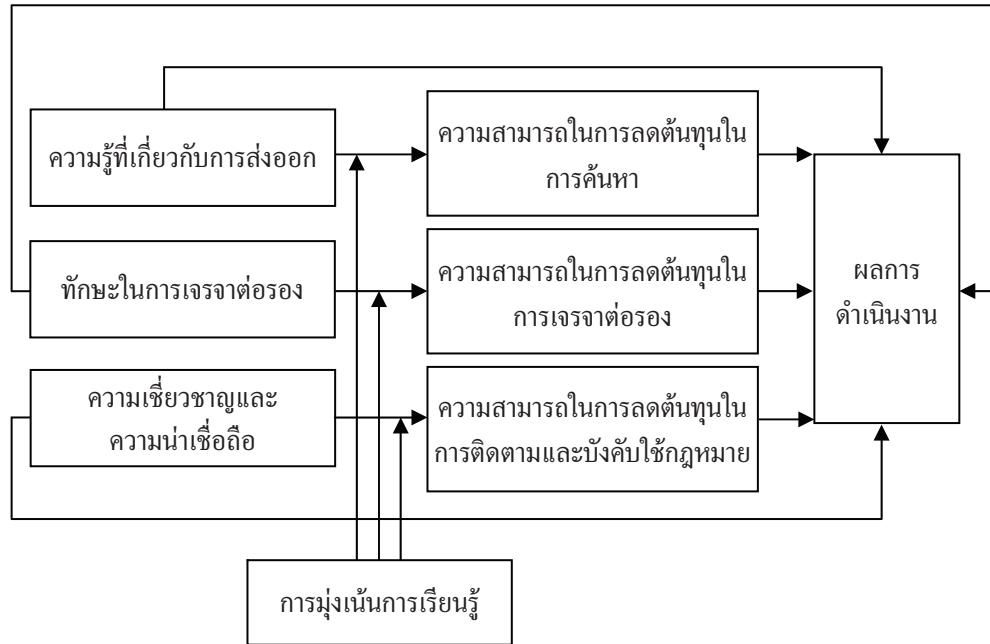 ความรู้ที่เกี่ยวกับการส่งออก
ความสามารถในการลดต้นทุนใน
การค้นหา
ทักษะในการเจรจาต่อรอง
ความสามารถในการลดต้นทุนใน
การเจรจาต่อรอง
ผลการ
ดำเนินงาน
ความเชี่ยวชาญและ
ความน่าเชื่อถือ
ความสามารถในการลดต้นทุนใน
การติดตามและบังคับใช้กฎหมาย
การมุ่งเน้นการเรียนรู้